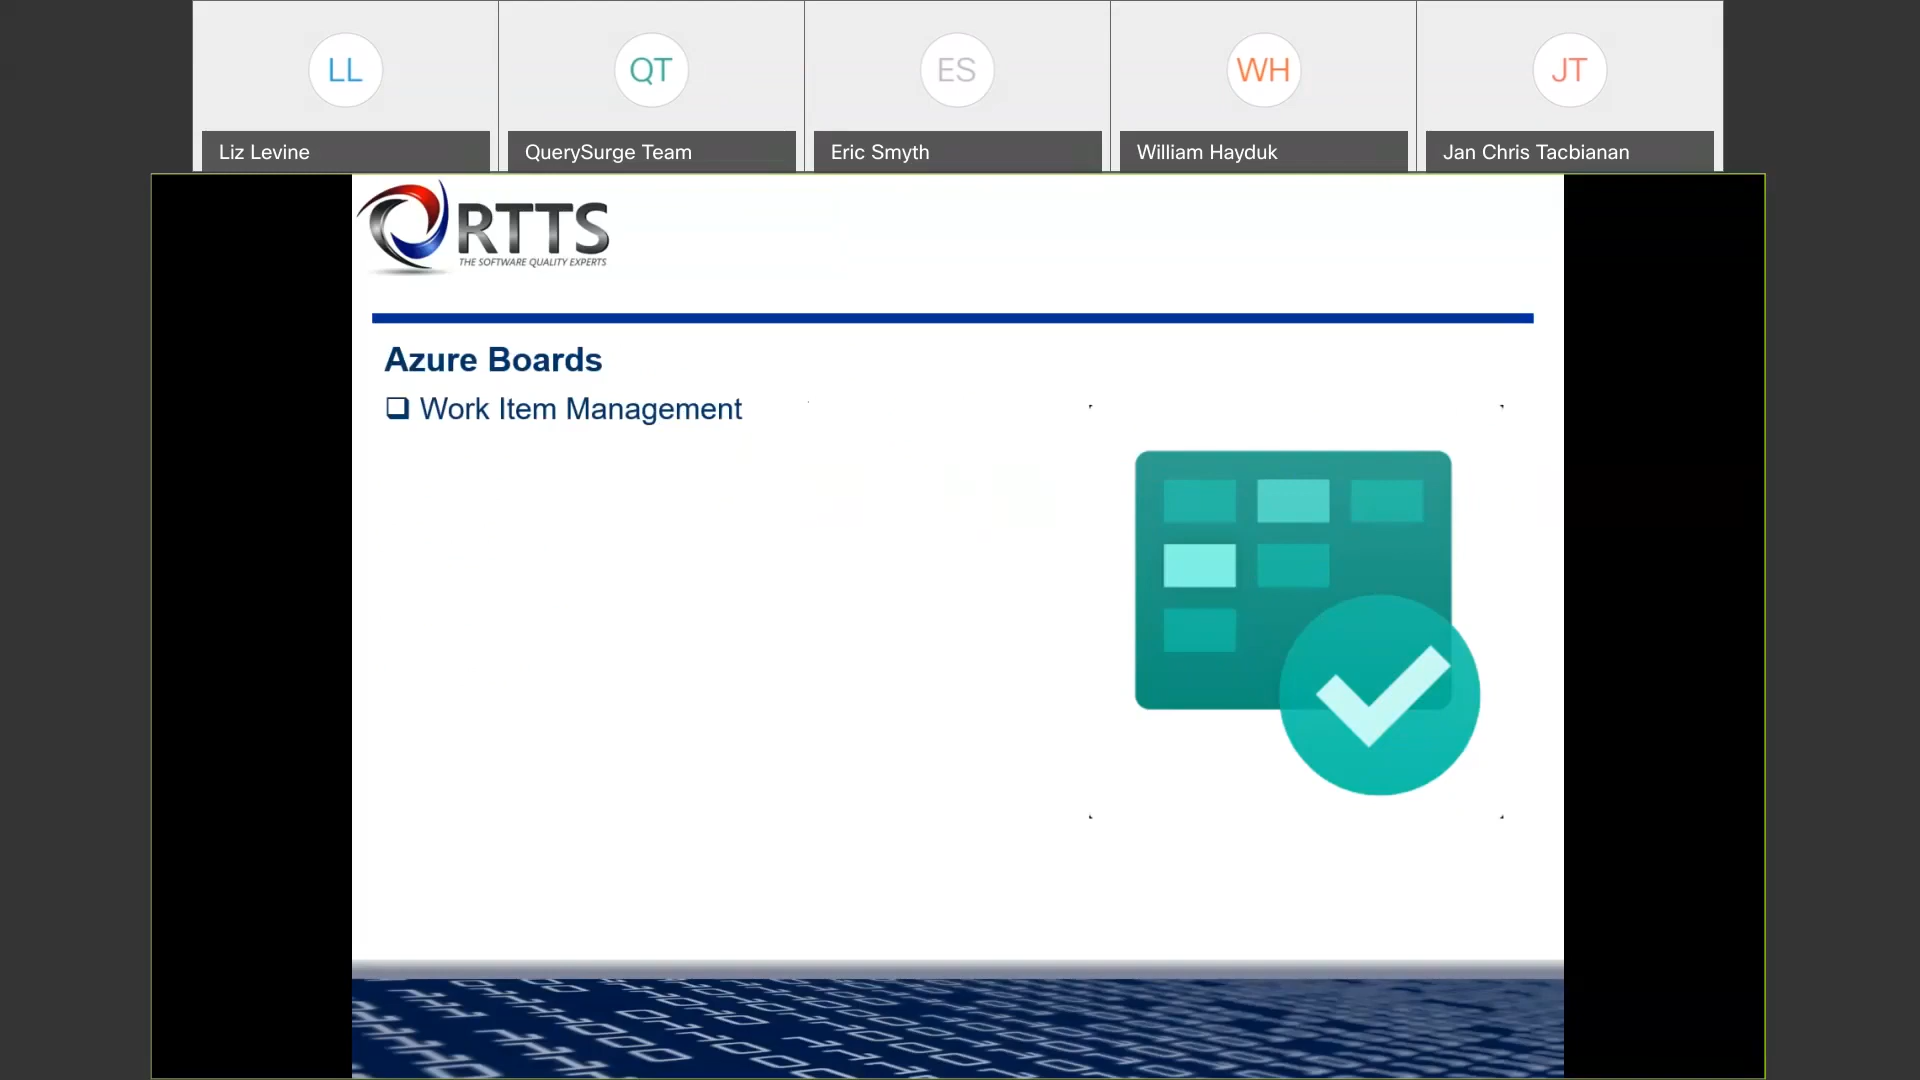 LL
QT
ES
WH
JT
Liz Levine
QuerySurge Team
Eric Smyth
William Hayduk
Jan Chris Tacbianan
RTTS
THE SOFTWARE QUALITY EXPERTS
Azure Boards
Work Item Management